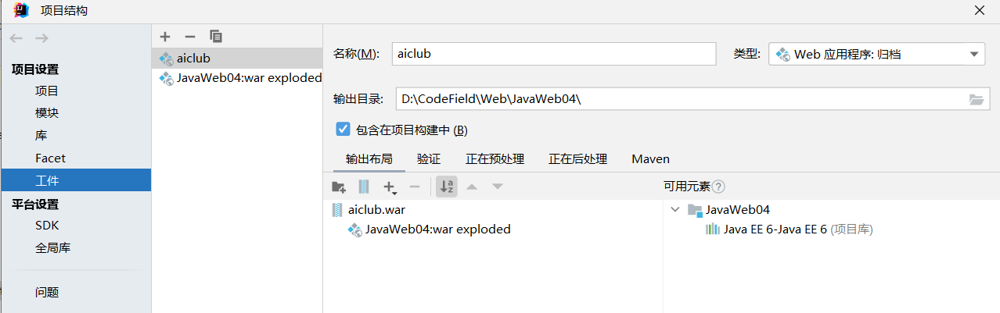 项目结构
项目设置
项目
模块
库
Facet
工件
平台设置
SDK
全局库
问题
aiclub
JavaWeb04:war exploded
名称(M): aiclub 类型: Web 应用程序: 归档
输出目录: D:\CodeField\Web\JavaWeb04\
包含在项目构建中 (B)
输出布局 验证 正在预处理 正在后处理 Maven
可用元素?
aiclub.war
JavaWeb04:war exploded
JavaWeb04
Java EE 6-Java EE 6 (项目库)